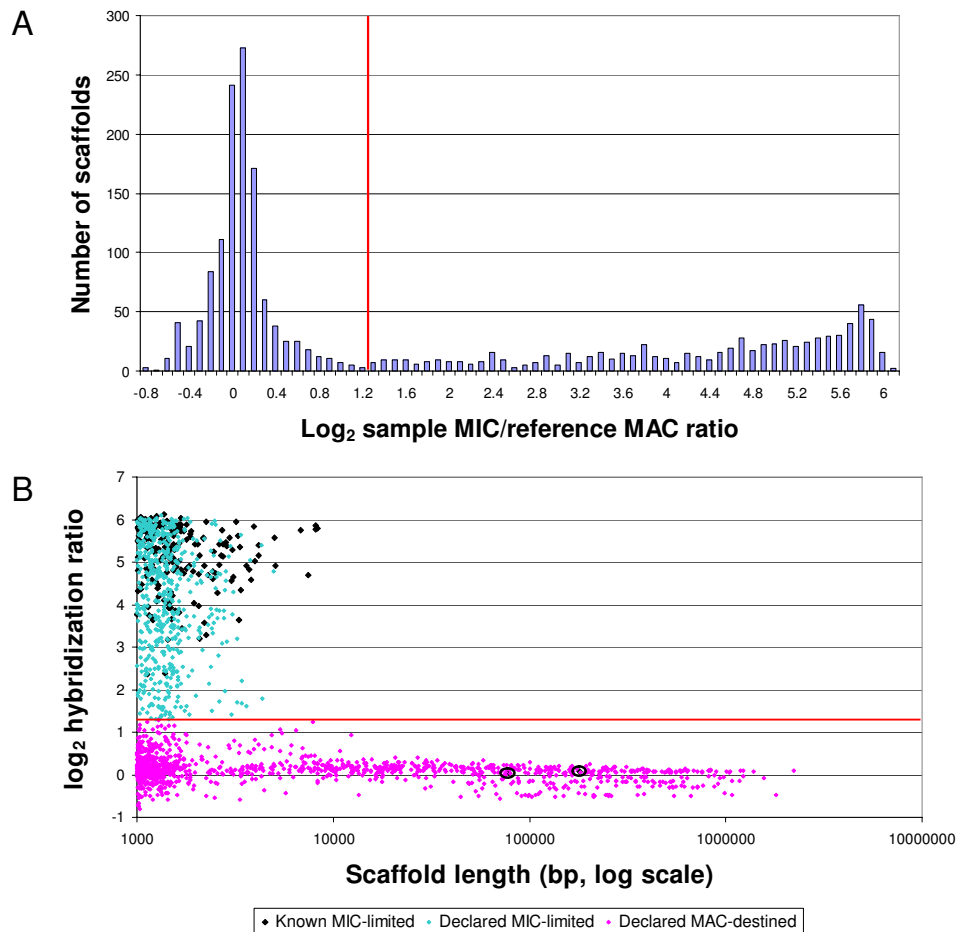 A
Number of scaffolds
300
250
200
150
100
50
0
-0.8 -0.4 0 0.4 0.8 1.2 1.6 2 2.4 2.8 3.2 3.6 4 4.4 4.8 5.2 5.6 6
Log2 sample MIC/reference MAC ratio
B
log2 hybridization ratio
7
6
5
4
3
2
1
0
-1
1000 10000 100000 1000000 10000000
Scaffold length (bp, log scale)
Known MIC-limited Declared MIC-limited Declared MAC-destined